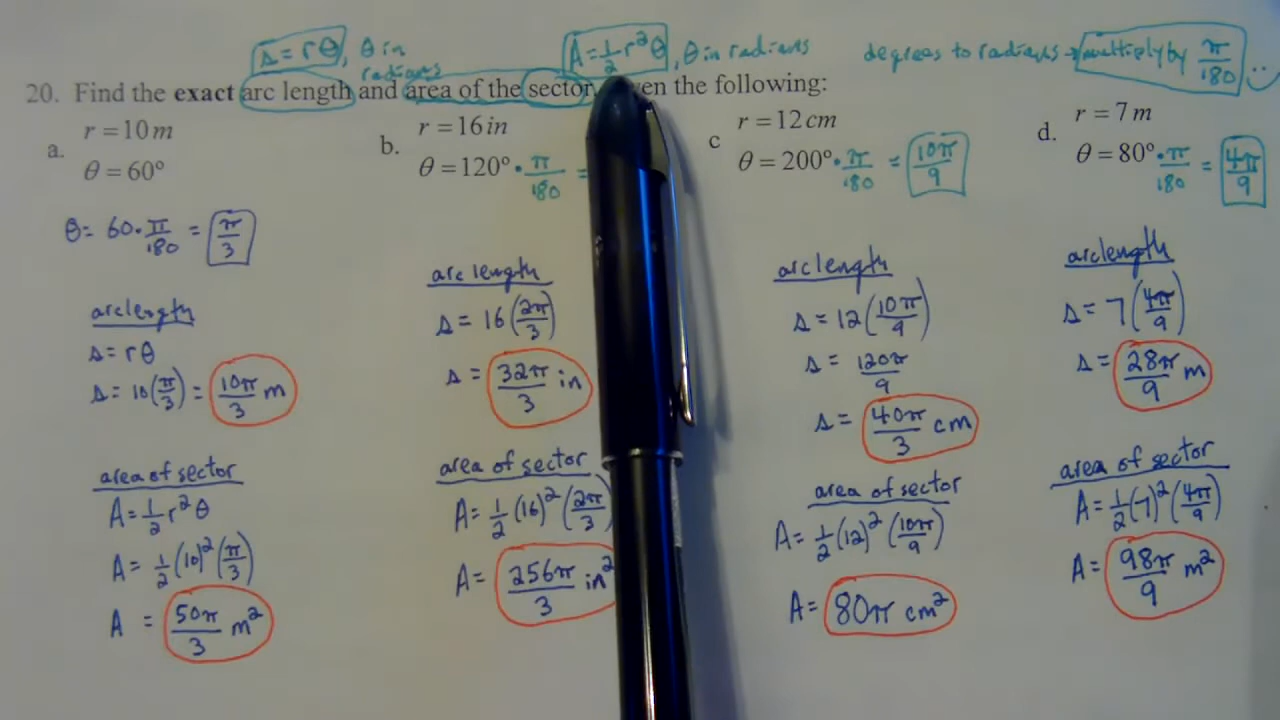 s = rθ, θ in radians
A = 1/2 r²θ, θ in radians
degrees to radians → multiply by π/180
20. Find the exact arc length and area of the sector, en the following:
a.
r = 10 m
θ = 60°
θ = 60 · π/180 = π/3
arclength
s = rθ
s = 10(π/3) = 10π/3 m
area of sector
A = 1/2 r²θ
A = 1/2 (10)² (π/3)
A = 50π/3 m²
b.
r = 16 in
θ = 120° · π/180 =
arc length
s = 16(2π/3)
s = 32π/3 in
area of sector
A = 1/2 (16)² (2π/3)
A = 256π/3 in²
c
r = 12 cm
θ = 200° · π/180 = 10π/9
arc length
s = 12(10π/9)
s = 120π/9
s = 40π/3 cm
area of sector
A = 1/2 (12)² (10π/9)
A = 80π cm²
d.
r = 7 m
θ = 80° · π/180 = 4π/9
arc length
s = 7(4π/9)
s = 28π/9 m
area of sector
A = 1/2 (7)² (4π/9)
A = 98π/9 m²